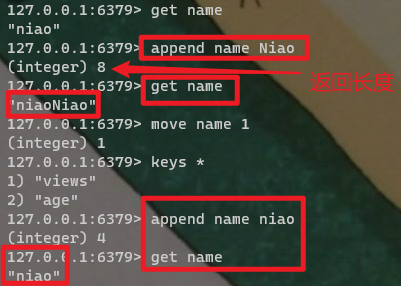 127.0.0.1:6379> get name
"niao"
127.0.0.1:6379> append name Niao
(integer) 8
返回长度
127.0.0.1:6379> get name
"niaoNiao"
127.0.0.1:6379> move name 1
(integer) 1
127.0.0.1:6379> keys *
1) "views"
2) "age"
127.0.0.1:6379> append name niao
(integer) 4
127.0.0.1:6379> get name
"niao"